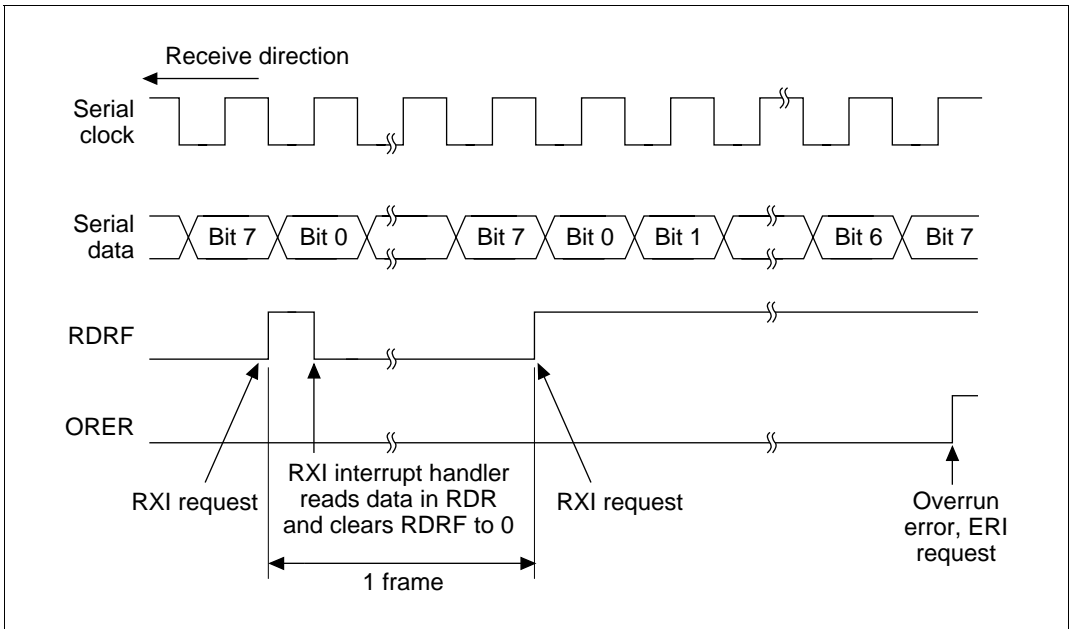 Receive direction
Serial
clock
Serial
data
Bit 7
Bit 0
Bit 7
Bit 0
Bit 1
Bit 6
Bit 7
RDRF
ORER
RXI request
RXI interrupt handler
reads data in RDR
and clears RDRF to 0
RXI request
Overrun
error, ERI
request
1 frame